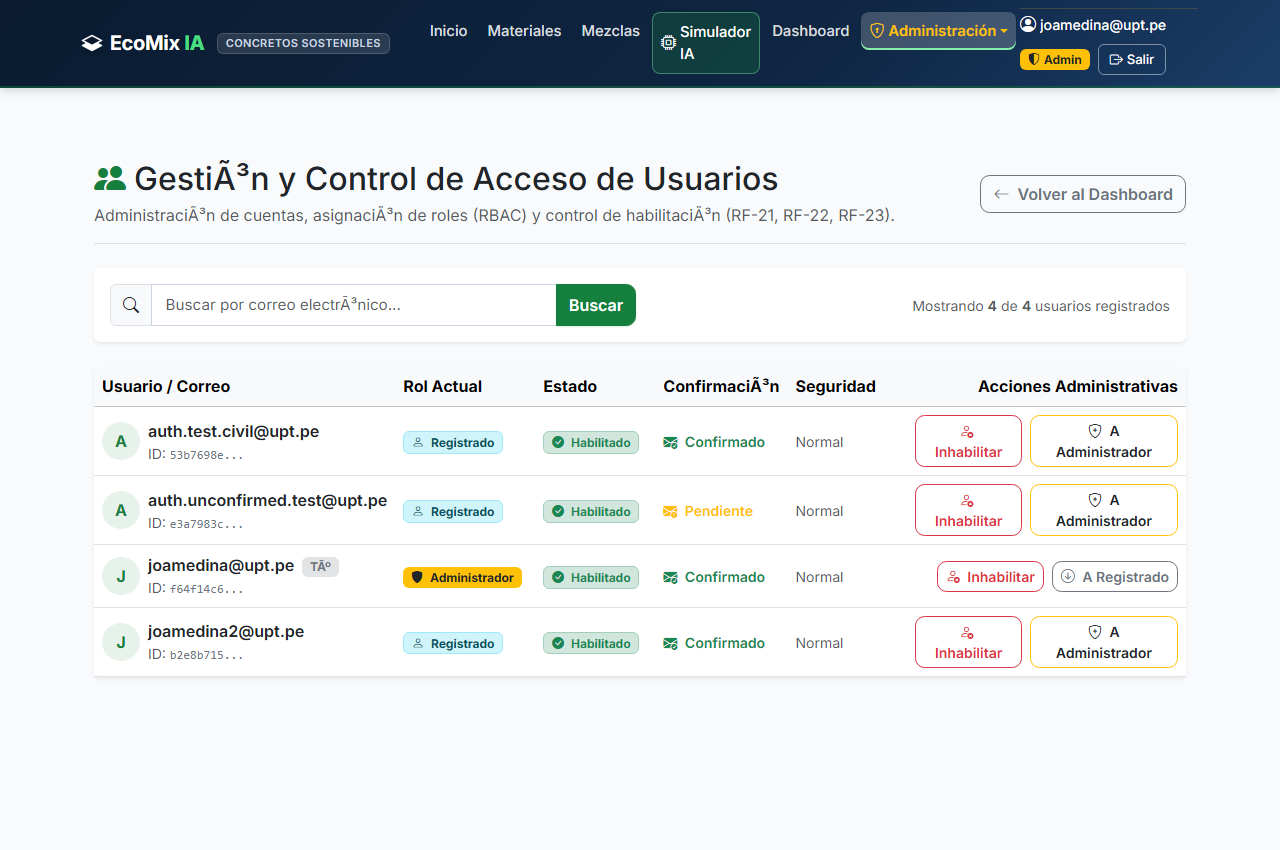 EcoMix IA CONCRETOS SOSTENIBLES
Inicio Materiales Mezclas Simulador IA Dashboard Administración
joamedina@upt.pe
Admin Salir
GestiÃ³n y Control de Acceso de Usuarios
AdministraciÃ³n de cuentas, asignaciÃ³n de roles (RBAC) y control de habilitaciÃ³n (RF-21, RF-22, RF-23).
Volver al Dashboard
Buscar por correo electrÃ³nico... Buscar
Mostrando 4 de 4 usuarios registrados
Usuario / Correo Rol Actual Estado ConfirmaciÃ³n Seguridad Acciones Administrativas
auth.test.civil@upt.pe
A
ID: 53b7698e...
Registrado Habilitado Confirmado Normal Inhabilitar A Administrador
auth.unconfirmed.test@upt.pe
A
ID: e3a7983c...
Registrado Habilitado Pendiente Normal Inhabilitar A Administrador
joamedina@upt.pe TÃº
J
ID: f64f14c6...
Administrador Habilitado Confirmado Normal Inhabilitar A Registrado
joamedina2@upt.pe
J
ID: b2e8b715...
Registrado Habilitado Confirmado Normal Inhabilitar A Administrador